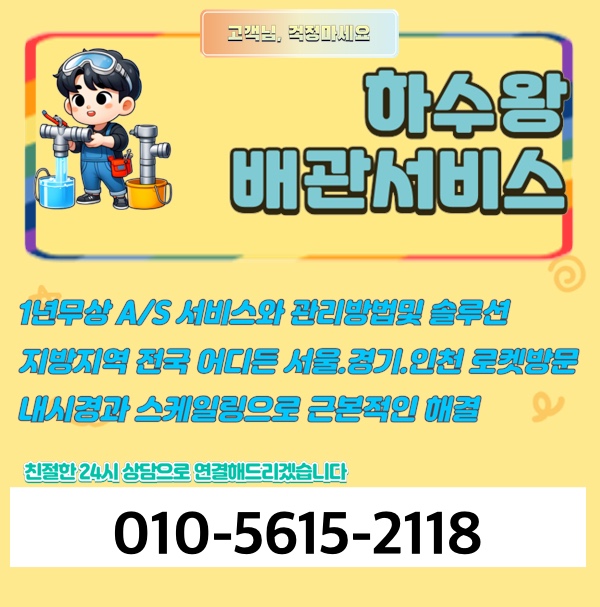 고객님, 걱정마세요
하수왕
배관서비스
1년무상 A/S 서비스와 관리방법및 솔루션
지방지역 전국 어디든 서울.경기.인천 로켓방문
내시경과 스케일링으로 근본적인 해결
친절한 24시 상담으로 연결해드리겠습니다
010-5615-2118